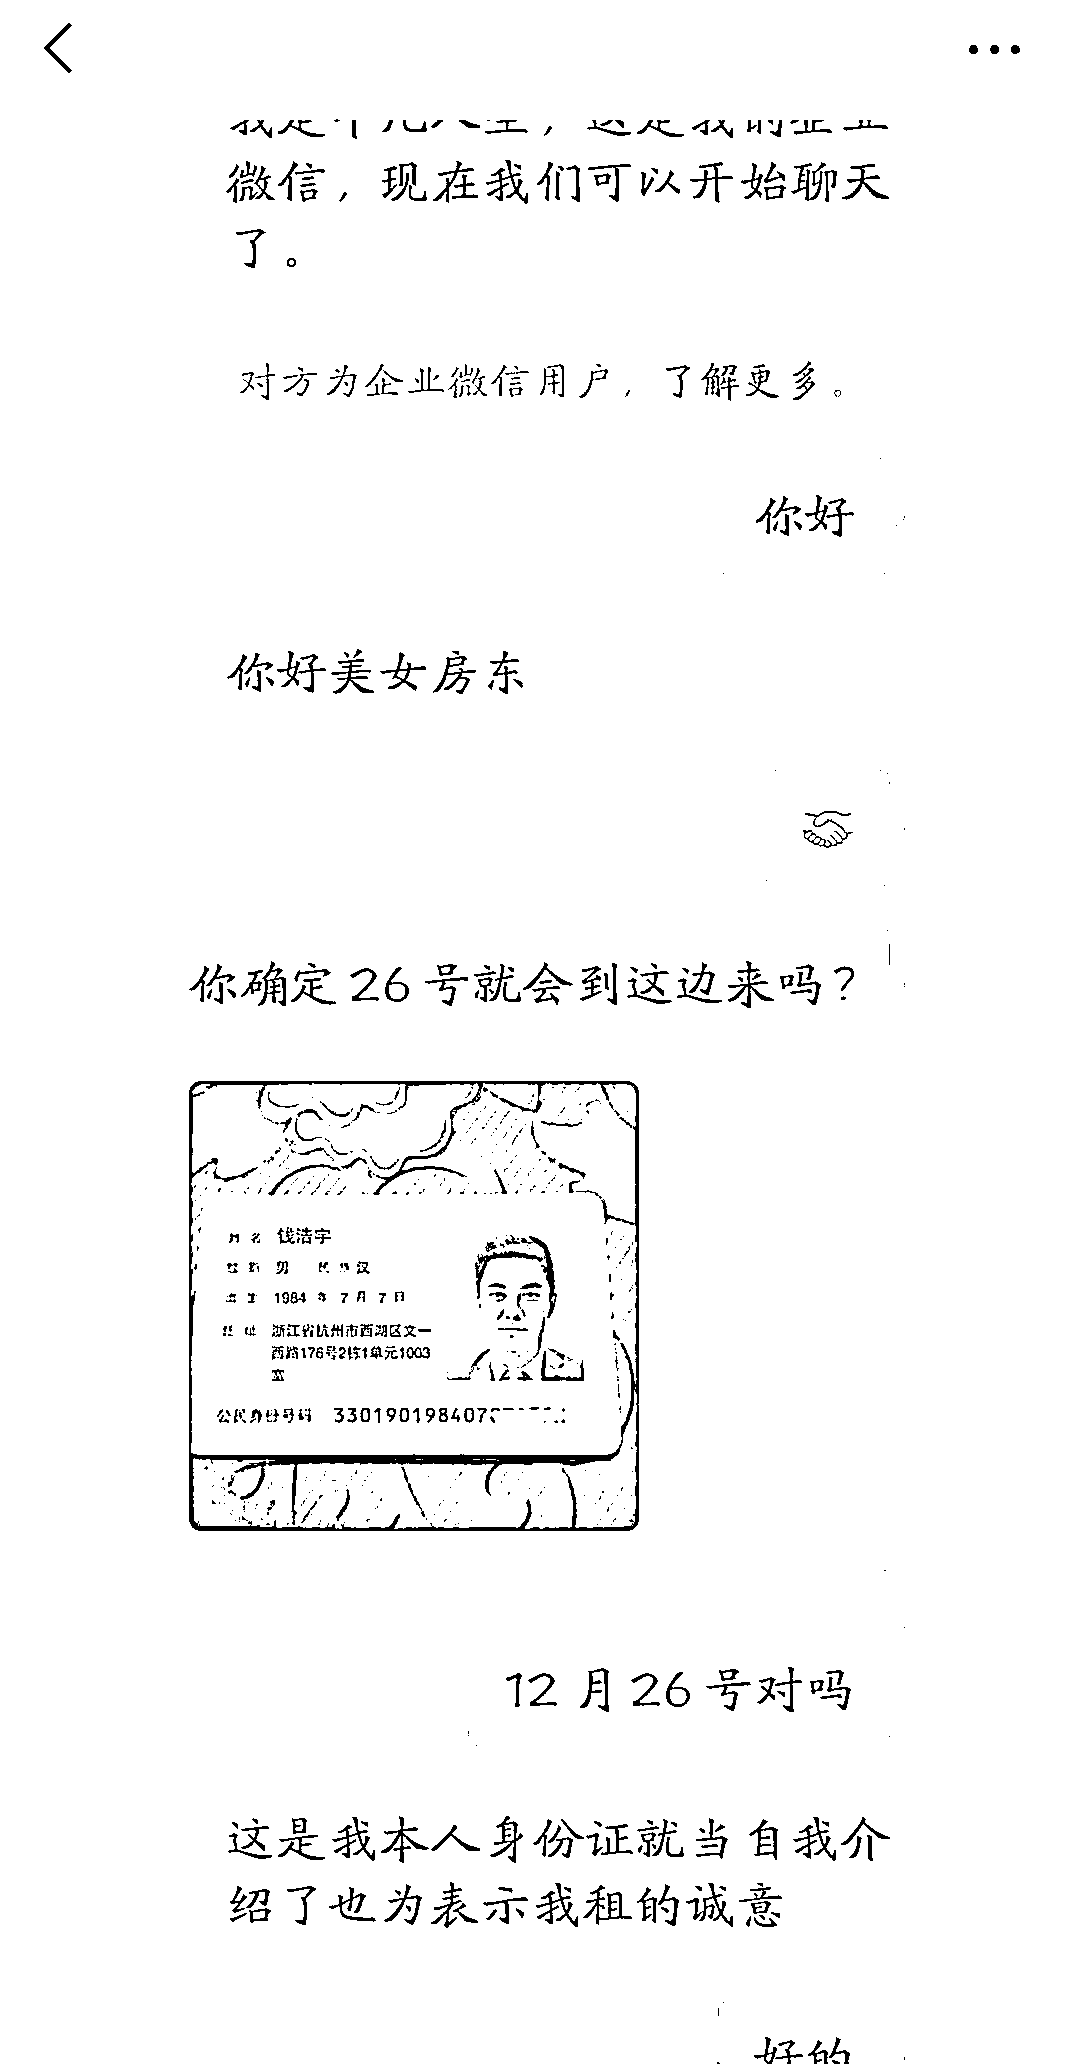 微信，现在我们可以开始聊天
了。
对方为企业微信用户，了解更多。
你好
你好美女房东
你确定26号就会到这边来吗？
姓名 钱浩宇
性别 男 民族 汉
1984 年 7 月 7 日
住址 浙江省杭州市西湖区文一
西路176号2栋1单元1003
室
公民身份号码 330190198407
12月26号对吗
这是我本人身份证就当自我介
绍了也为表示我租的诚意
好的